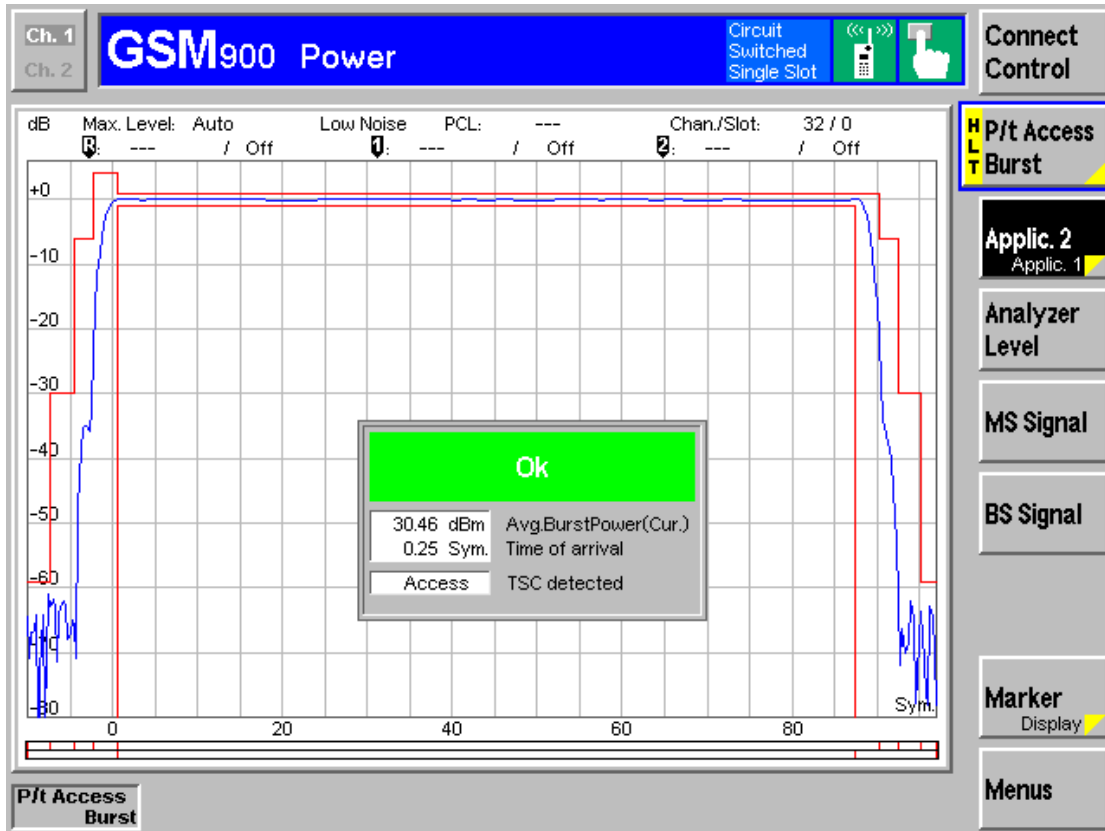 Ch. 1
Ch. 2
GSM900 Power
Circuit
Switched
Single Slot
Connect
Control
dB Max. Level: Auto Low Noise PCL: --- Chan./Slot: 32 / 0
R: --- / Off 1: --- / Off 2: --- / Off
HLT
P/t Access
Burst
Applic. 2
Applic. 1
Analyzer
Level
MS Signal
BS Signal
Marker
Display
Menus
+0
-10
-20
-30
-40
-50
-60
-70
-80
Ok
30.46 dBm Avg.BurstPower(Cur.)
0.25 Sym. Time of arrival
Access TSC detected
Sym.
0 20 40 60 80
P/t Access
Burst